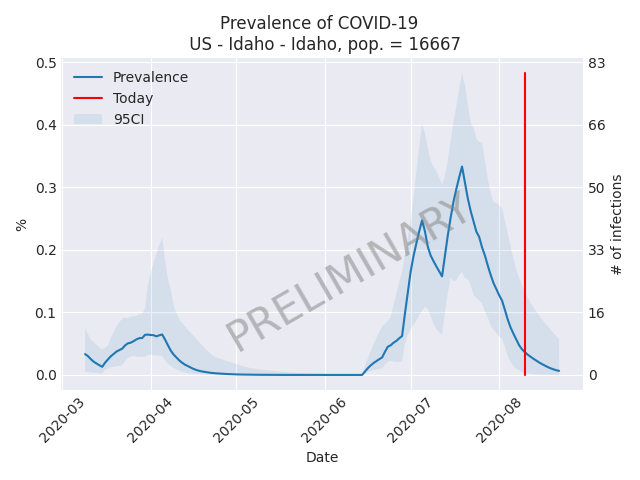 Prevalence of COVID-19
US - Idaho - Idaho, pop. = 16667
Prevalence
Today
95CI
PRELIMINARY
%
0.5
0.4
0.3
0.2
0.1
0.0
83
66
50
33
16
0
# of infections
2020-03
2020-04
2020-05
2020-06
2020-07
2020-08
Date